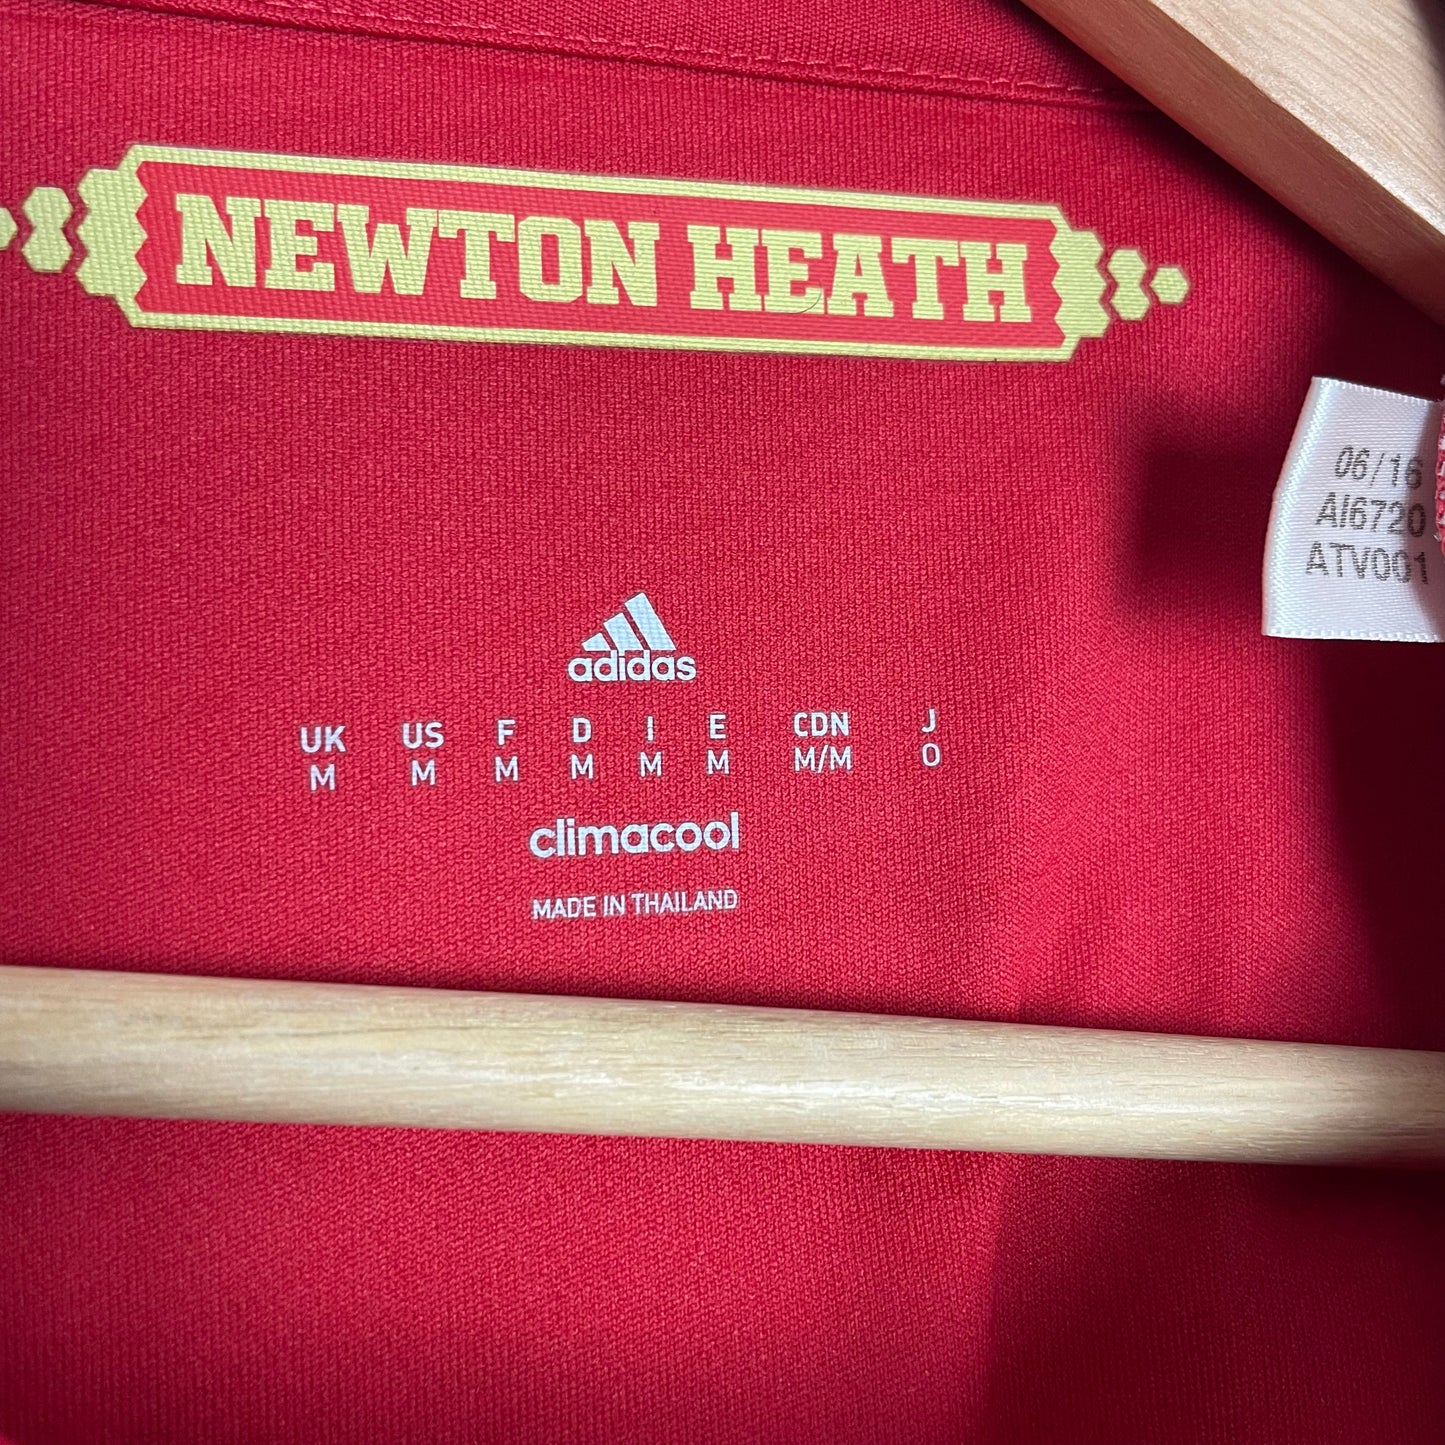 NEWTON HEATH
06/16
AI6720
ATV001
adidas
UK US F D I E CDN J
M M M M M M M/M O
climacool
MADE IN THAILAND